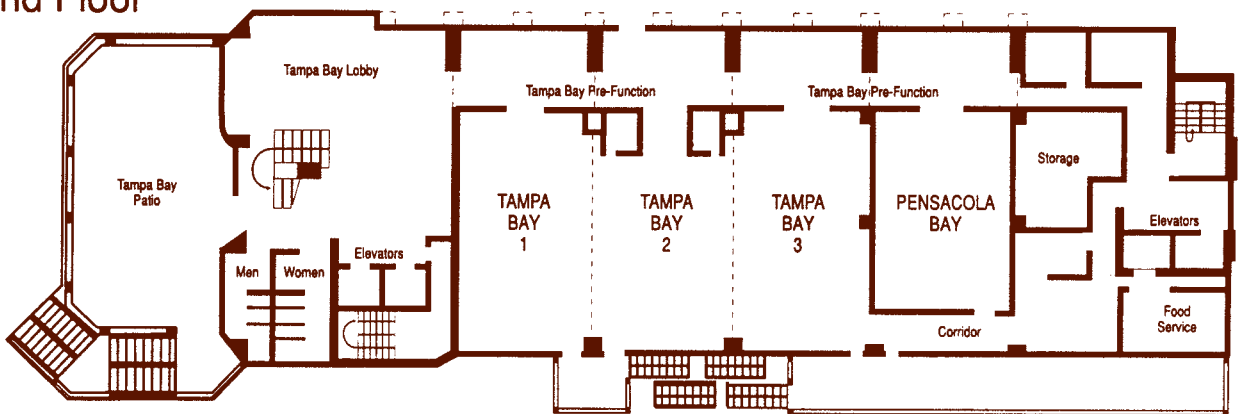 Floor
Tampa Bay Lobby
Tampa Bay Pre-Function
Tampa Bay Pre-Function
Storage
Tampa Bay
Patio
TAMPA
BAY
1
TAMPA
BAY
2
TAMPA
BAY
3
PENSACOLA
BAY
Elevators
Men
Women
Elevators
Food
Service
Corridor